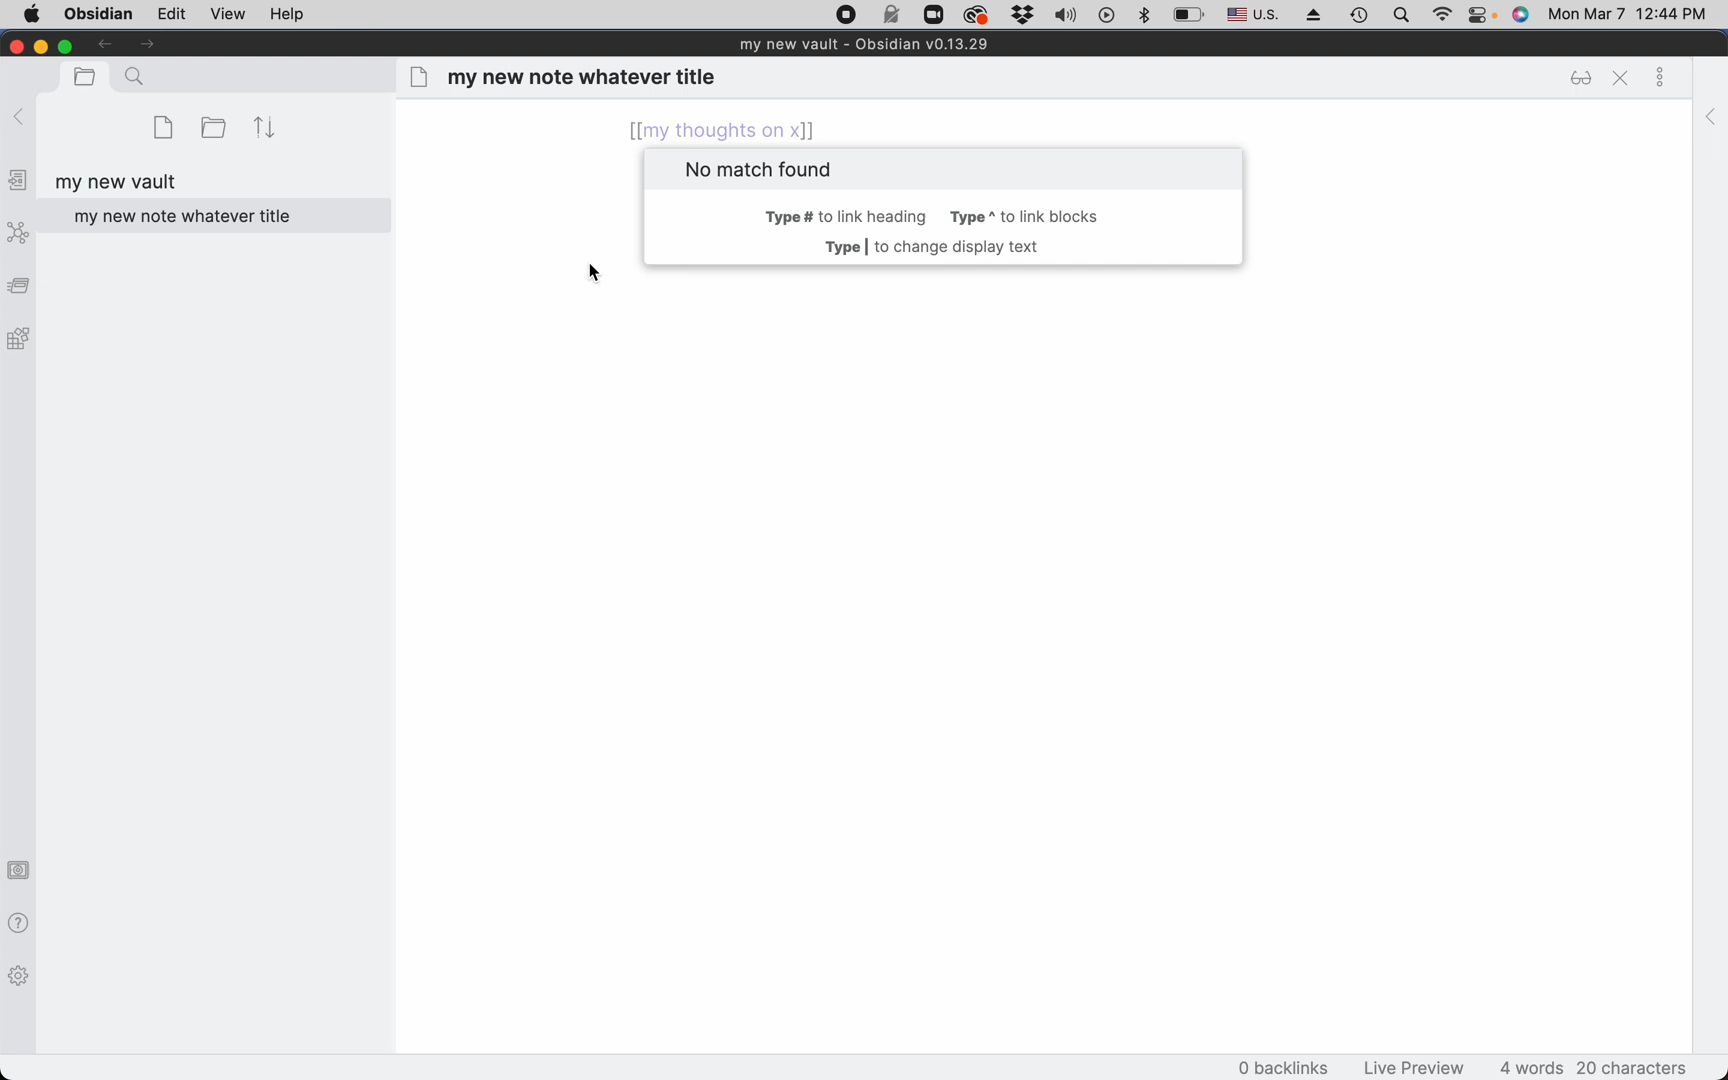 Obsidian Edit View Help U.S. Mon Mar 7 12:44 PM
my new vault - Obsidian v0.13.29
my new note whatever title
[[my thoughts on x]]
No match found
Type # to link heading Type ^ to link blocks
Type | to change display text
my new vault
my new note whatever title
0 backlinks Live Preview 4 words 20 characters